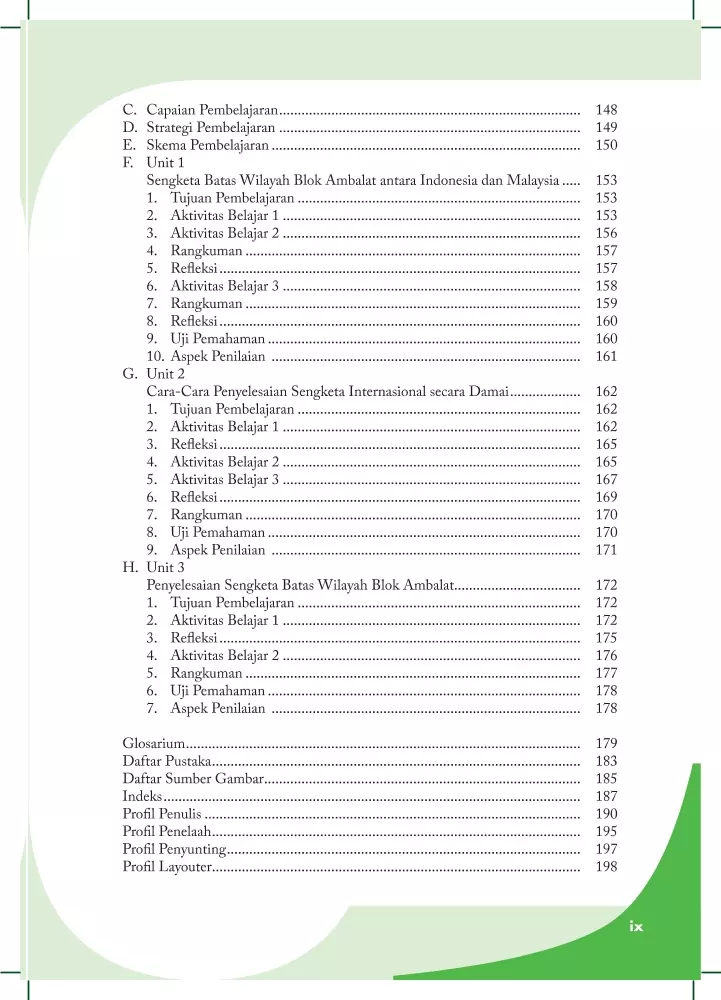 C. Capaian Pembelajaran................................................................................. 148
D. Strategi Pembelajaran ................................................................................. 149
E. Skema Pembelajaran ................................................................................... 150
F. Unit 1
Sengketa Batas Wilayah Blok Ambalat antara Indonesia dan Malaysia ..... 153
1. Tujuan Pembelajaran ............................................................................ 153
2. Aktivitas Belajar 1 ................................................................................ 153
3. Aktivitas Belajar 2 ................................................................................ 156
4. Rangkuman .......................................................................................... 157
5. Refleksi ................................................................................................. 157
6. Aktivitas Belajar 3 ................................................................................ 158
7. Rangkuman .......................................................................................... 159
8. Refleksi ................................................................................................. 160
9. Uji Pemahaman .................................................................................... 160
10. Aspek Penilaian ................................................................................... 161
G. Unit 2
Cara-Cara Penyelesaian Sengketa Internasional secara Damai................... 162
1. Tujuan Pembelajaran ............................................................................ 162
2. Aktivitas Belajar 1 ................................................................................ 162
3. Refleksi ................................................................................................. 165
4. Aktivitas Belajar 2 ................................................................................ 165
5. Aktivitas Belajar 3 ................................................................................ 167
6. Refleksi ................................................................................................. 169
7. Rangkuman .......................................................................................... 170
8. Uji Pemahaman .................................................................................... 170
9. Aspek Penilaian ................................................................................... 171
H. Unit 3
Penyelesaian Sengketa Batas Wilayah Blok Ambalat.................................. 172
1. Tujuan Pembelajaran ............................................................................ 172
2. Aktivitas Belajar 1 ................................................................................ 172
3. Refleksi ................................................................................................. 175
4. Aktivitas Belajar 2 ................................................................................ 176
5. Rangkuman .......................................................................................... 177
6. Uji Pemahaman .................................................................................... 178
7. Aspek Penilaian ................................................................................... 178
Glosarium.......................................................................................................... 179
Daftar Pustaka................................................................................................... 183
Daftar Sumber Gambar..................................................................................... 185
Indeks................................................................................................................ 187
Profil Penulis ..................................................................................................... 190
Profil Penelaah................................................................................................... 195
Profil Penyunting............................................................................................... 197
Profil Layouter................................................................................................... 198
ix